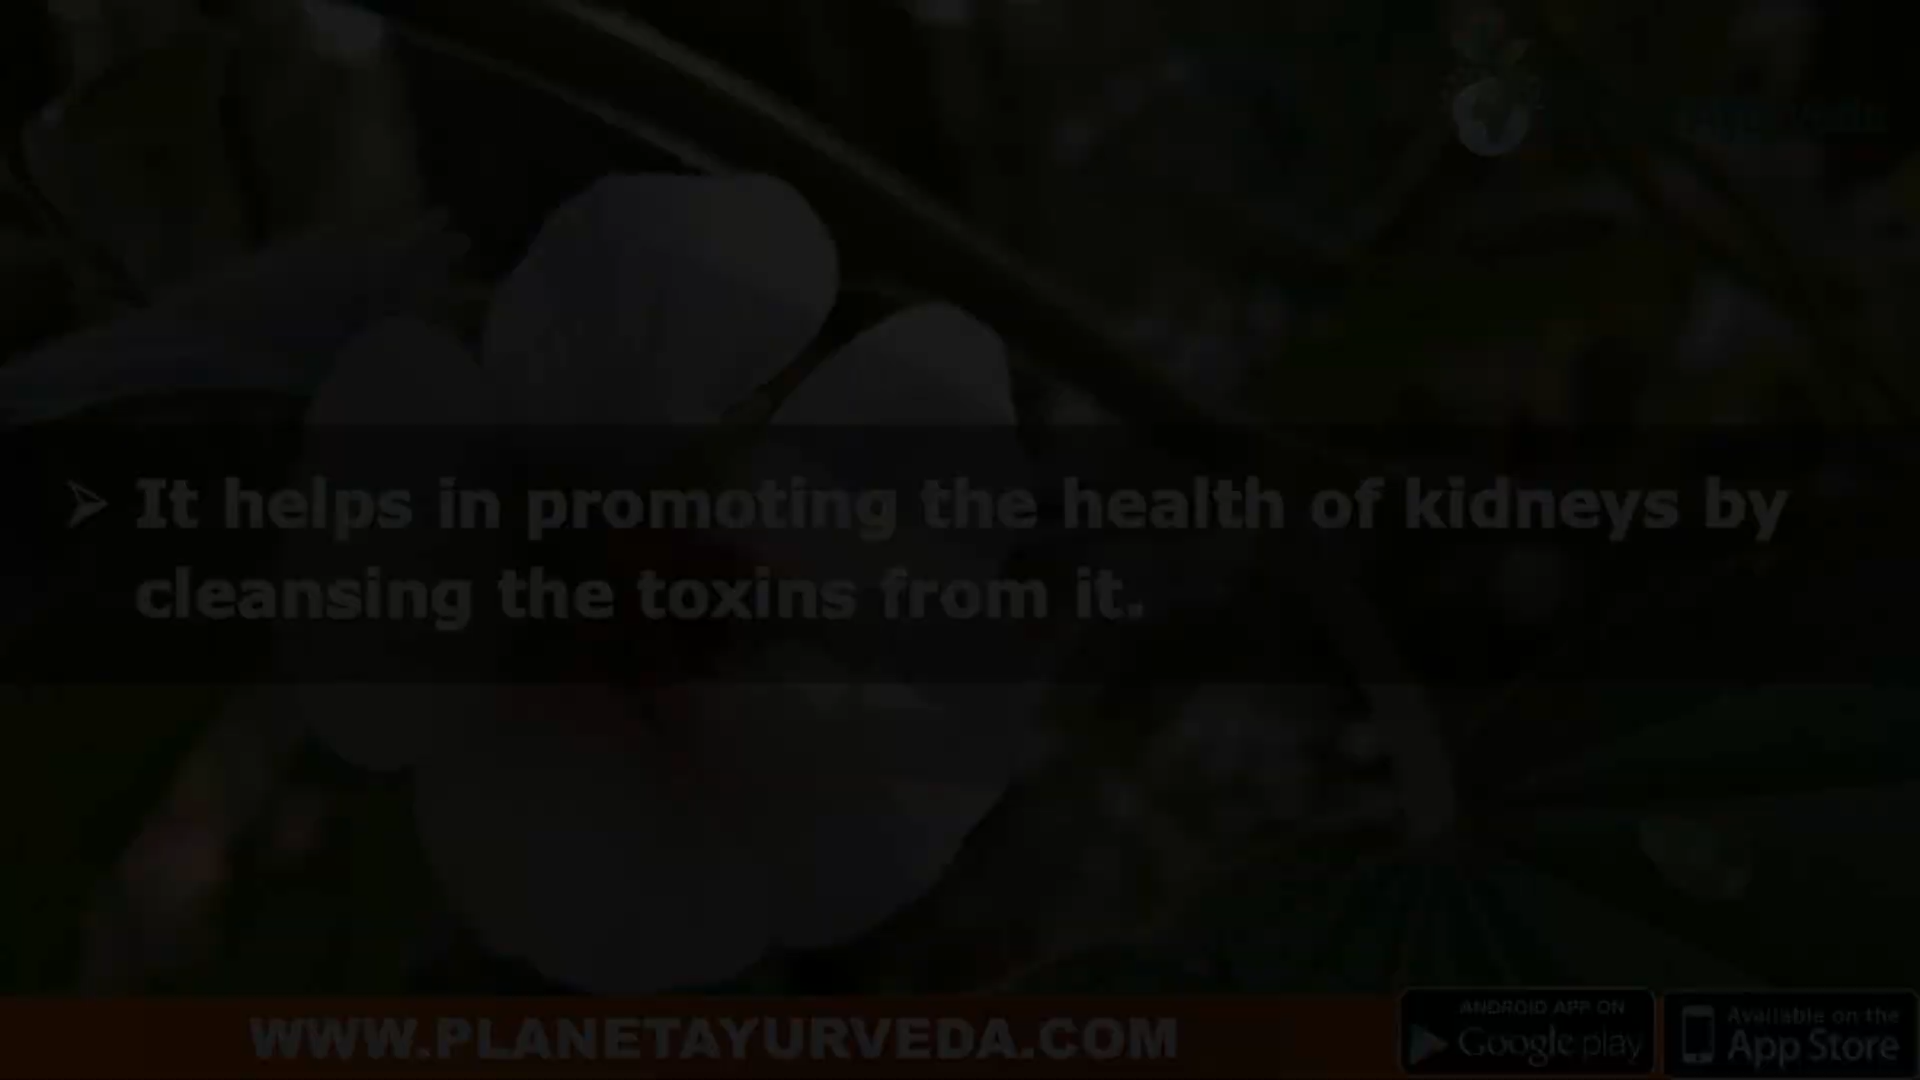 ➢ It helps in promoting the health of kidneys by
cleansing the toxins from it.
WWW.PLANETAYURVEDA.COM
ANDROID APP ON
Google play
Available on the
App Store